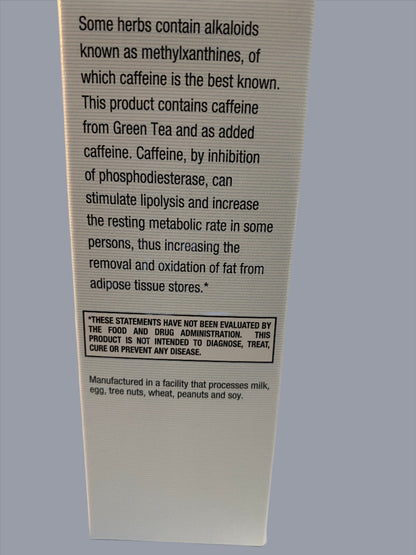 Some herbs contain alkaloids
known as methylxanthines, of
which caffeine is the best known.
This product contains caffeine
from Green Tea and as added
caffeine. Caffeine, by inhibition
of phosphodiesterase, can
stimulate lipolysis and increase
the resting metabolic rate in some
persons, thus increasing the
removal and oxidation of fat from
adipose tissue stores.*
*THESE STATEMENTS HAVE NOT BEEN EVALUATED BY
THE FOOD AND DRUG ADMINISTRATION. THIS
PRODUCT IS NOT INTENDED TO DIAGNOSE, TREAT,
CURE OR PREVENT ANY DISEASE.
Manufactured in a facility that processes milk,
egg, tree nuts, wheat, peanuts and soy.